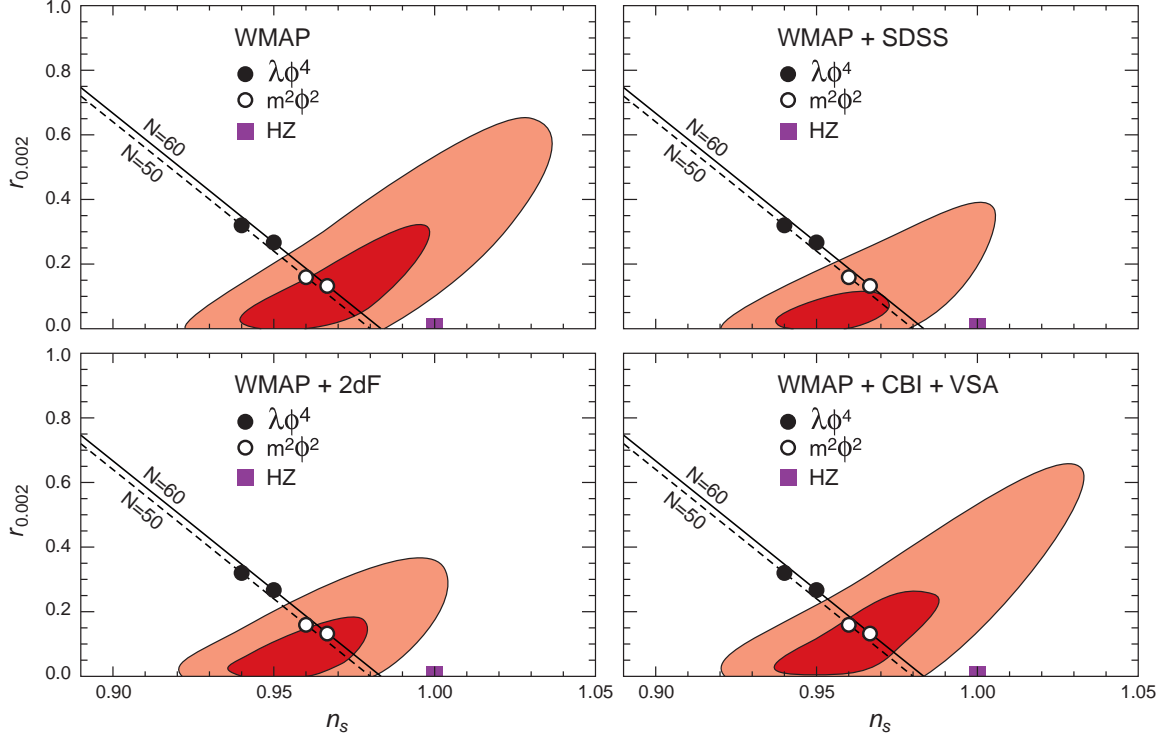 1.0
0.8
0.6
0.4
0.2
0.0
r0.002
WMAP
λϕ⁴
m²ϕ²
HZ
N=60
N=50
WMAP + SDSS
λϕ⁴
m²ϕ²
HZ
N=60
N=50
1.0
0.8
0.6
0.4
0.2
0.0
r0.002
WMAP + 2dF
λϕ⁴
m²ϕ²
HZ
N=60
N=50
0.90
0.95
1.00
1.05
ns
WMAP + CBI + VSA
λϕ⁴
m²ϕ²
HZ
N=60
N=50
0.90
0.95
1.00
1.05
ns